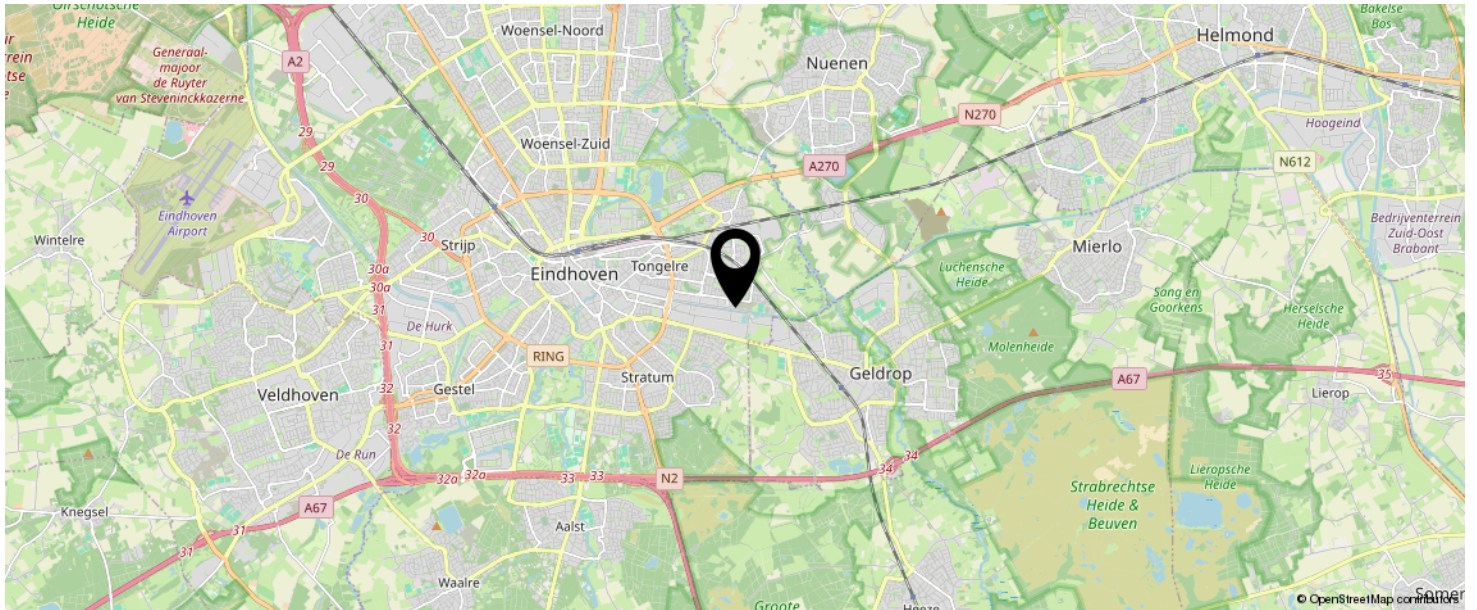 Oirschotse
Heide
Woensel-Noord
Bakelse
Bos
Helmond
A2
Generaal-
majoor
de Ruyter
van Steveninckkazerne
Nuenen
N270
Hoogeind
29
Woensel-Zuid
29
A270
N612
30
Eindhoven
Airport
Bedrijventerrein
Zuid-Oost
Brabant
Wintelre
30
Strijp
Mierlo
30a
30a
Eindhoven
Tongelre
Luchensche
Heide
31
Sang en
Goorkens
Herselsche
Heide
De Hurk
31
RING
Molenheide
Geldrop
A67
35
32
Gestel
Stratum
Veldhoven
Lierop
32
De Run
34
34
32a
32a
33
33
N2
Lieropsche
Heide
Strabrechtse
Heide &
Beuven
A67
Knegsel
31
31
Aalst
Waalre
Groote
Heeze
Somer
© OpenStreetMap contributors